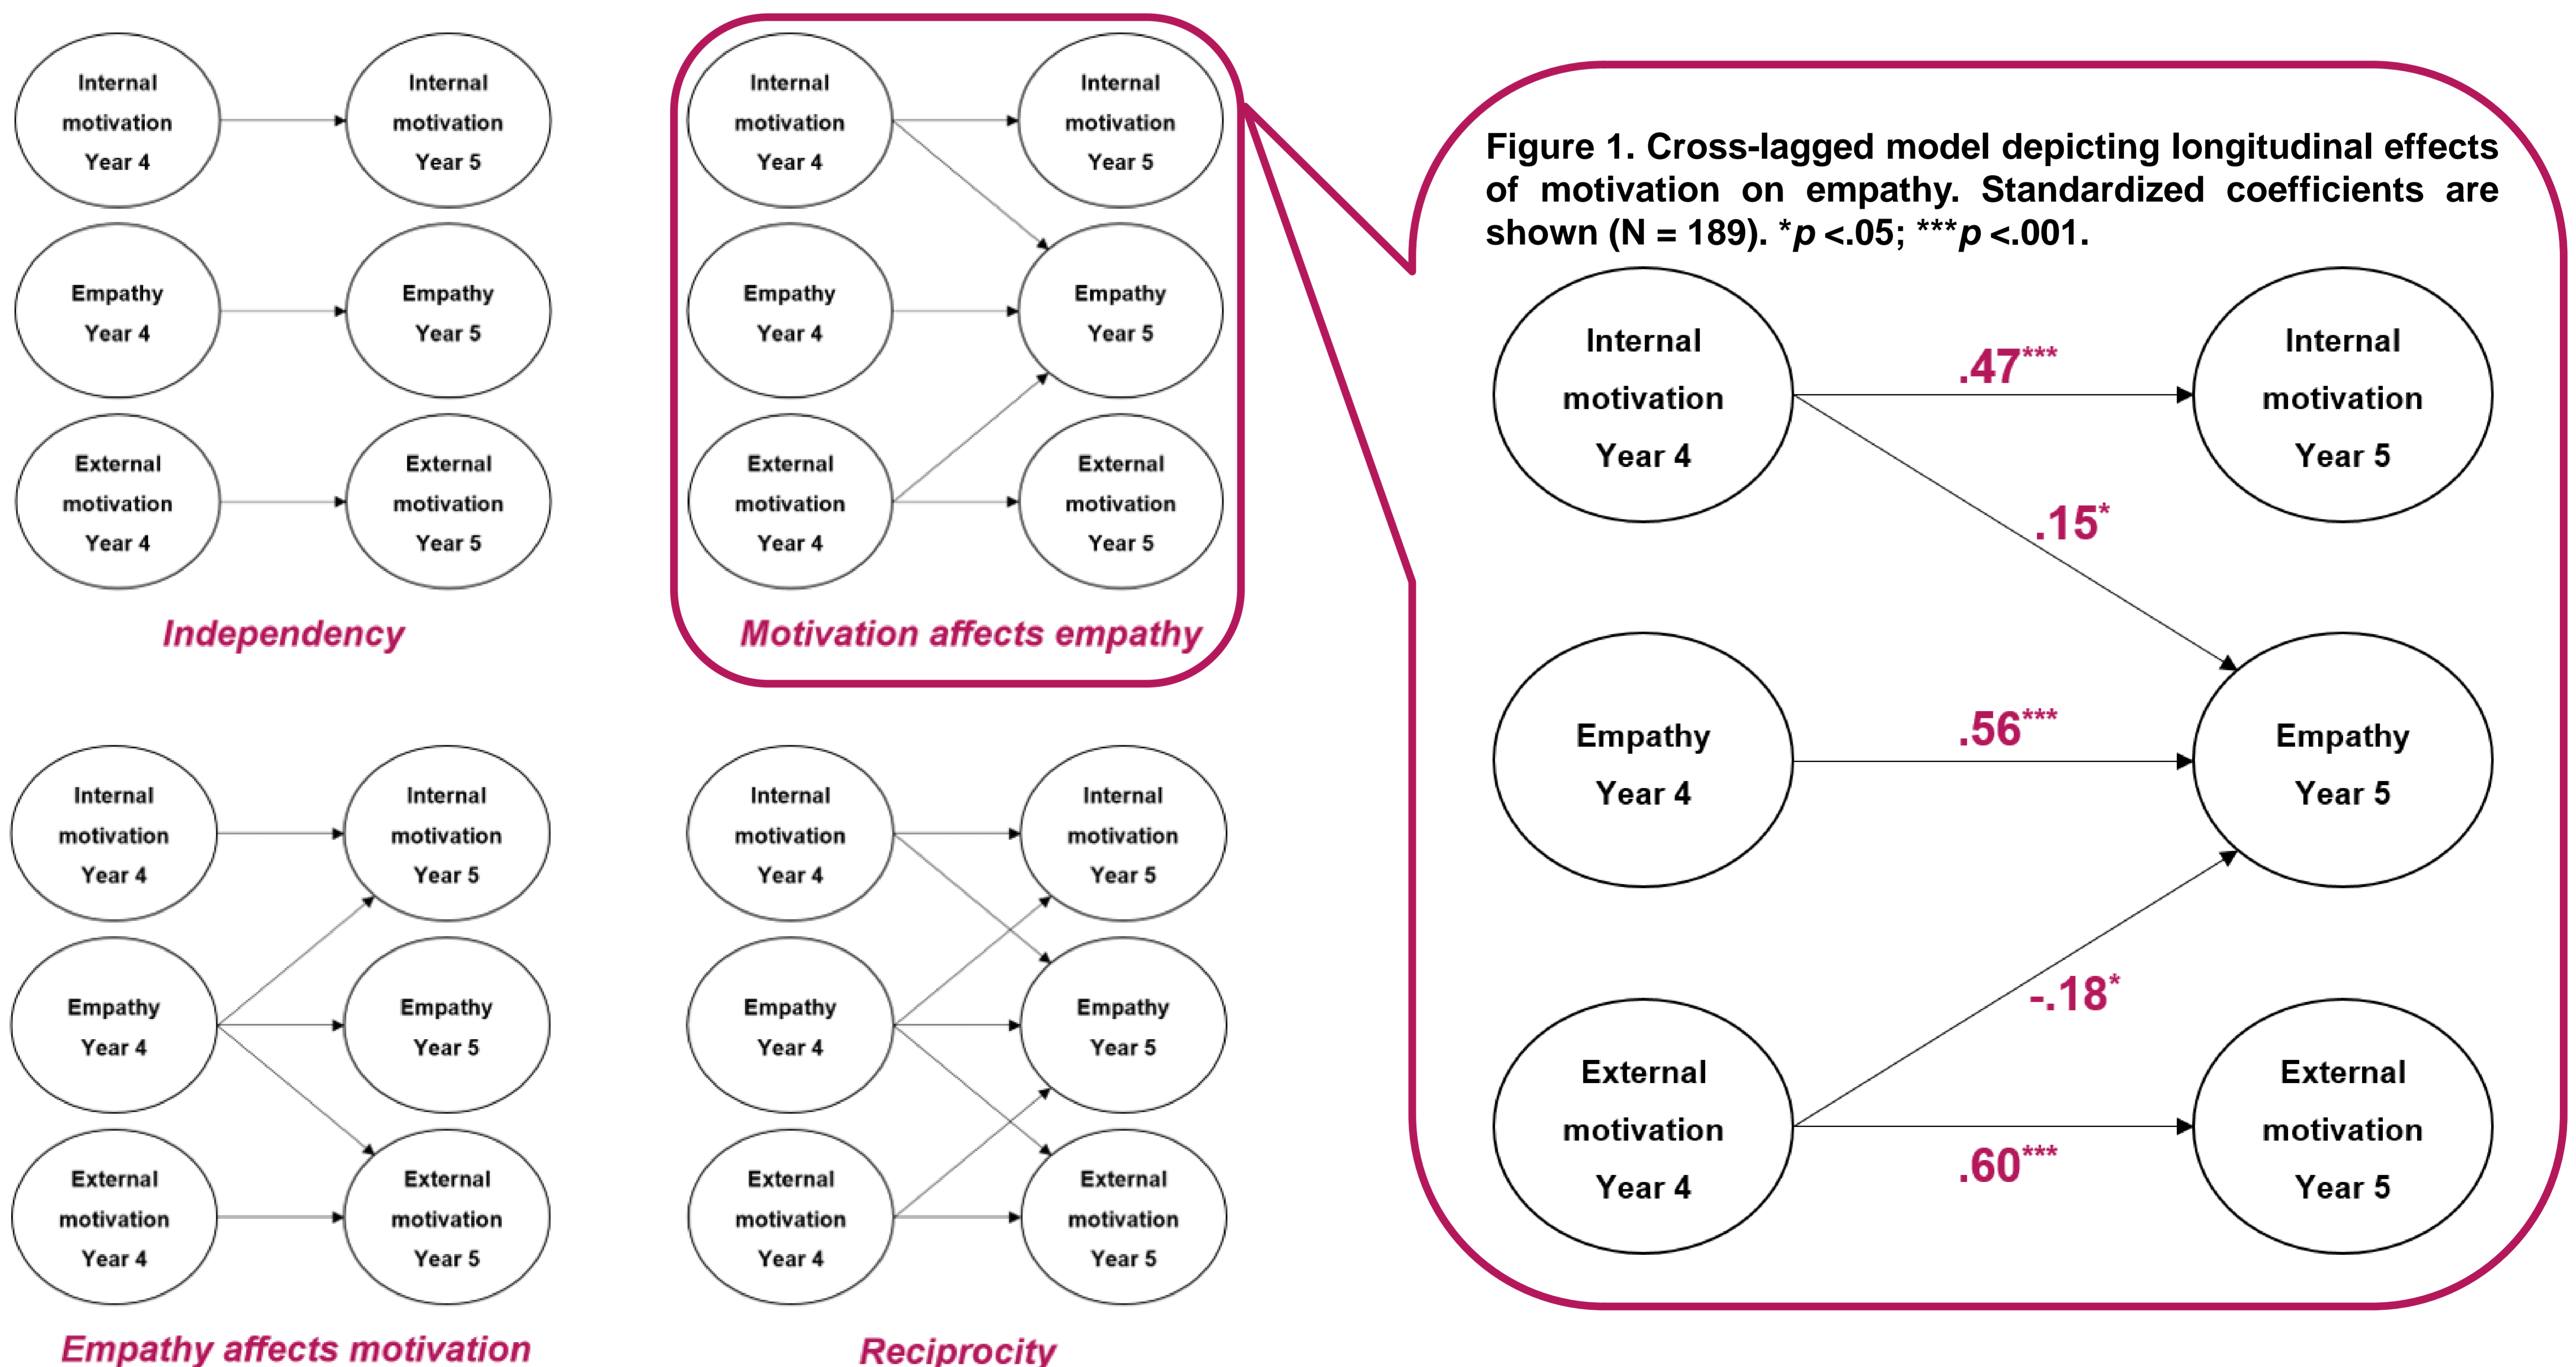 Internal
motivation
Year 4
Internal
motivation
Year 5
Empathy
Year 4
Empathy
Year 5
External
motivation
Year 4
External
motivation
Year 5
Independency
Internal
motivation
Year 4
Internal
motivation
Year 5
Empathy
Year 4
Empathy
Year 5
External
motivation
Year 4
External
motivation
Year 5
Motivation affects empathy
Internal
motivation
Year 4
Internal
motivation
Year 5
Empathy
Year 4
Empathy
Year 5
External
motivation
Year 4
External
motivation
Year 5
Empathy affects motivation
Internal
motivation
Year 4
Internal
motivation
Year 5
Empathy
Year 4
Empathy
Year 5
External
motivation
Year 4
External
motivation
Year 5
Reciprocity
Figure 1. Cross-lagged model depicting longitudinal effects
of motivation on empathy. Standardized coefficients are
shown (N = 189). *p <.05; ***p <.001.
Internal
motivation
Year 4
.47***
Internal
motivation
Year 5
.15*
Empathy
Year 4
.56***
Empathy
Year 5
-.18*
External
motivation
Year 4
.60***
External
motivation
Year 5